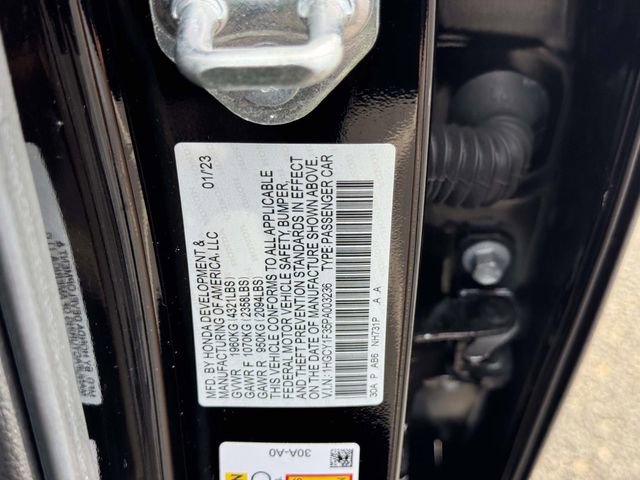 MFD. BY HONDA DEVELOPMENT & 01/23
MANUFACTURING OF AMERICA, LLC
GVWR 1960KG (4321LBS)
GAWR F 1070KG (2358LBS)
GAWR R 950KG (2094LBS)
THIS VEHICLE CONFORMS TO ALL APPLICABLE
FEDERAL MOTOR VEHICLE SAFETY, BUMPER,
AND THEFT PREVENTION STANDARDS IN EFFECT
ON THE DATE OF MANUFACTURE SHOWN ABOVE.
V.I.N.:1HGCY1F35PA003236 TYPE:PASSENGER CAR
30A P AB6 NH731P .A .A
30A-A0